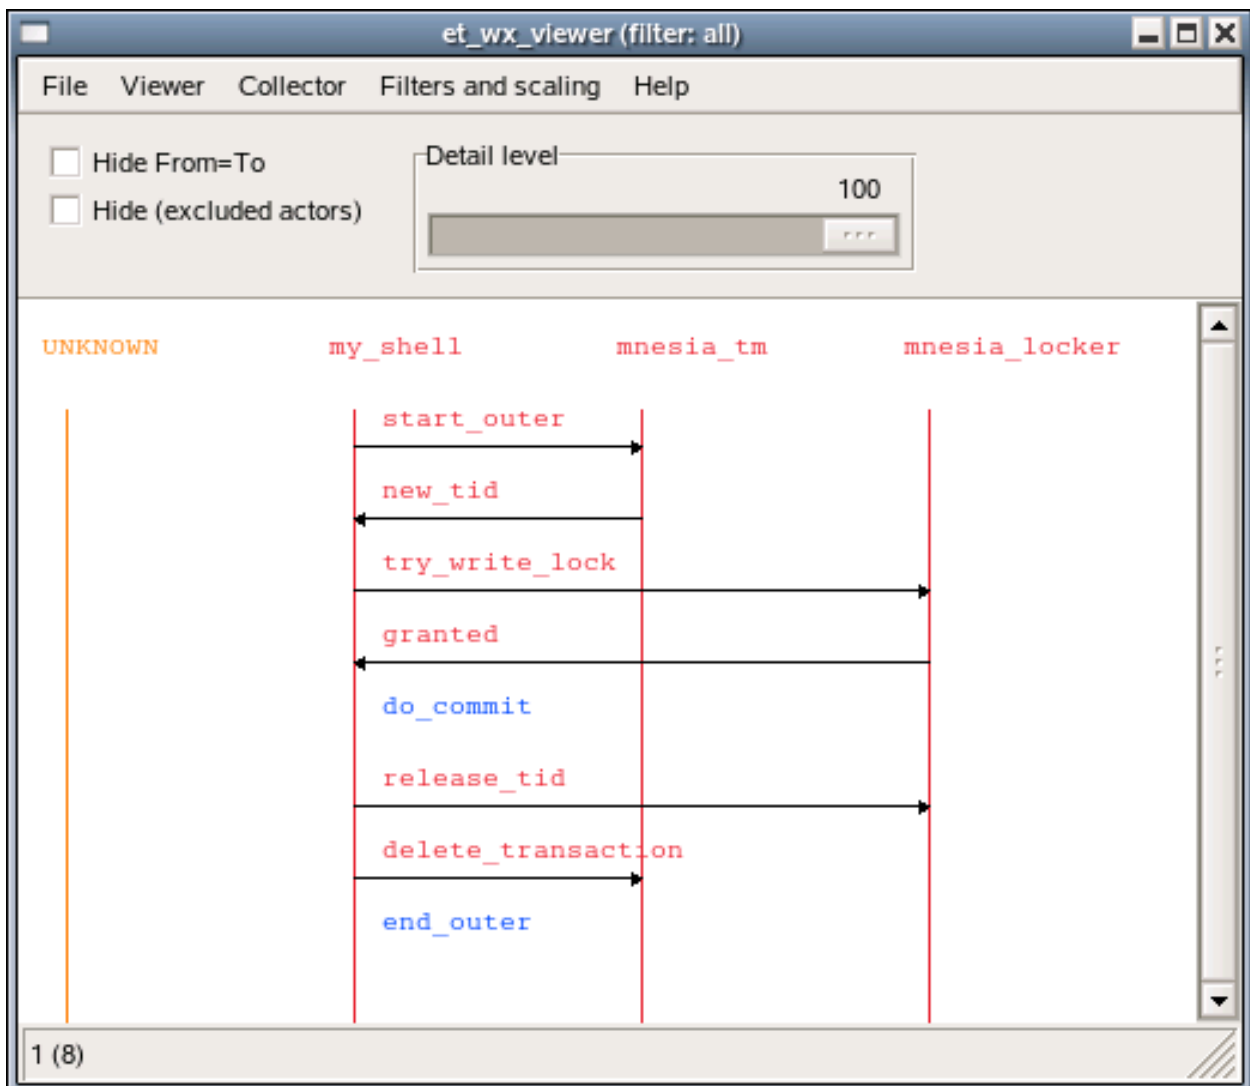 et_wx_viewer (filter: all)
File Viewer Collector Filters and scaling Help
Hide From=To
Hide (excluded actors)
Detail level
100
UNKNOWN my_shell mnesia_tm mnesia_locker
start_outer
new_tid
try_write_lock
granted
do_commit
release_tid
delete_transaction
end_outer
1 (8)